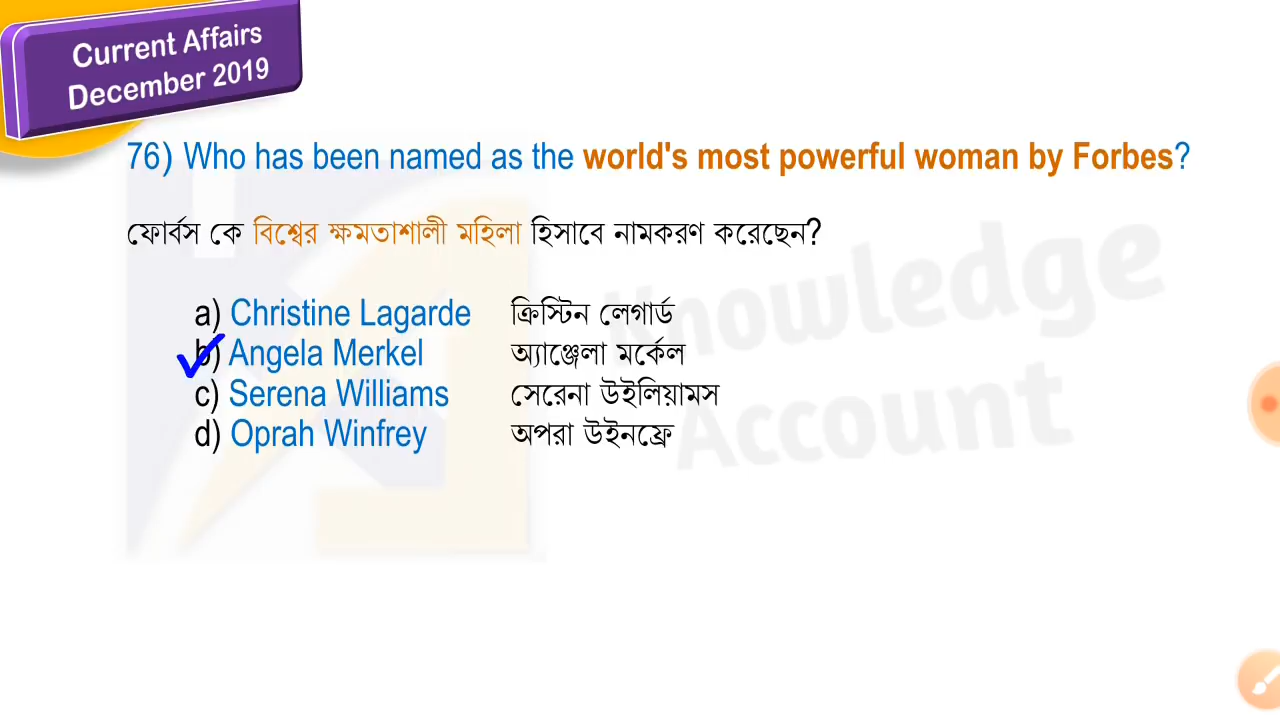 Current Affairs
December 2019
76) Who has been named as the world's most powerful woman by Forbes?
ফোর্বস কে বিশ্বের ক্ষমতাশালী মহিলা হিসাবে নামকরণ করেছেন?
a) Christine Lagarde ক্রিস্টিন লেগার্ড
b) Angela Merkel অ্যাঞ্জেলা মর্কেল
c) Serena Williams সেরেনা উইলিয়ামস
d) Oprah Winfrey অপরা উইনফ্রে
Knowledge
Account